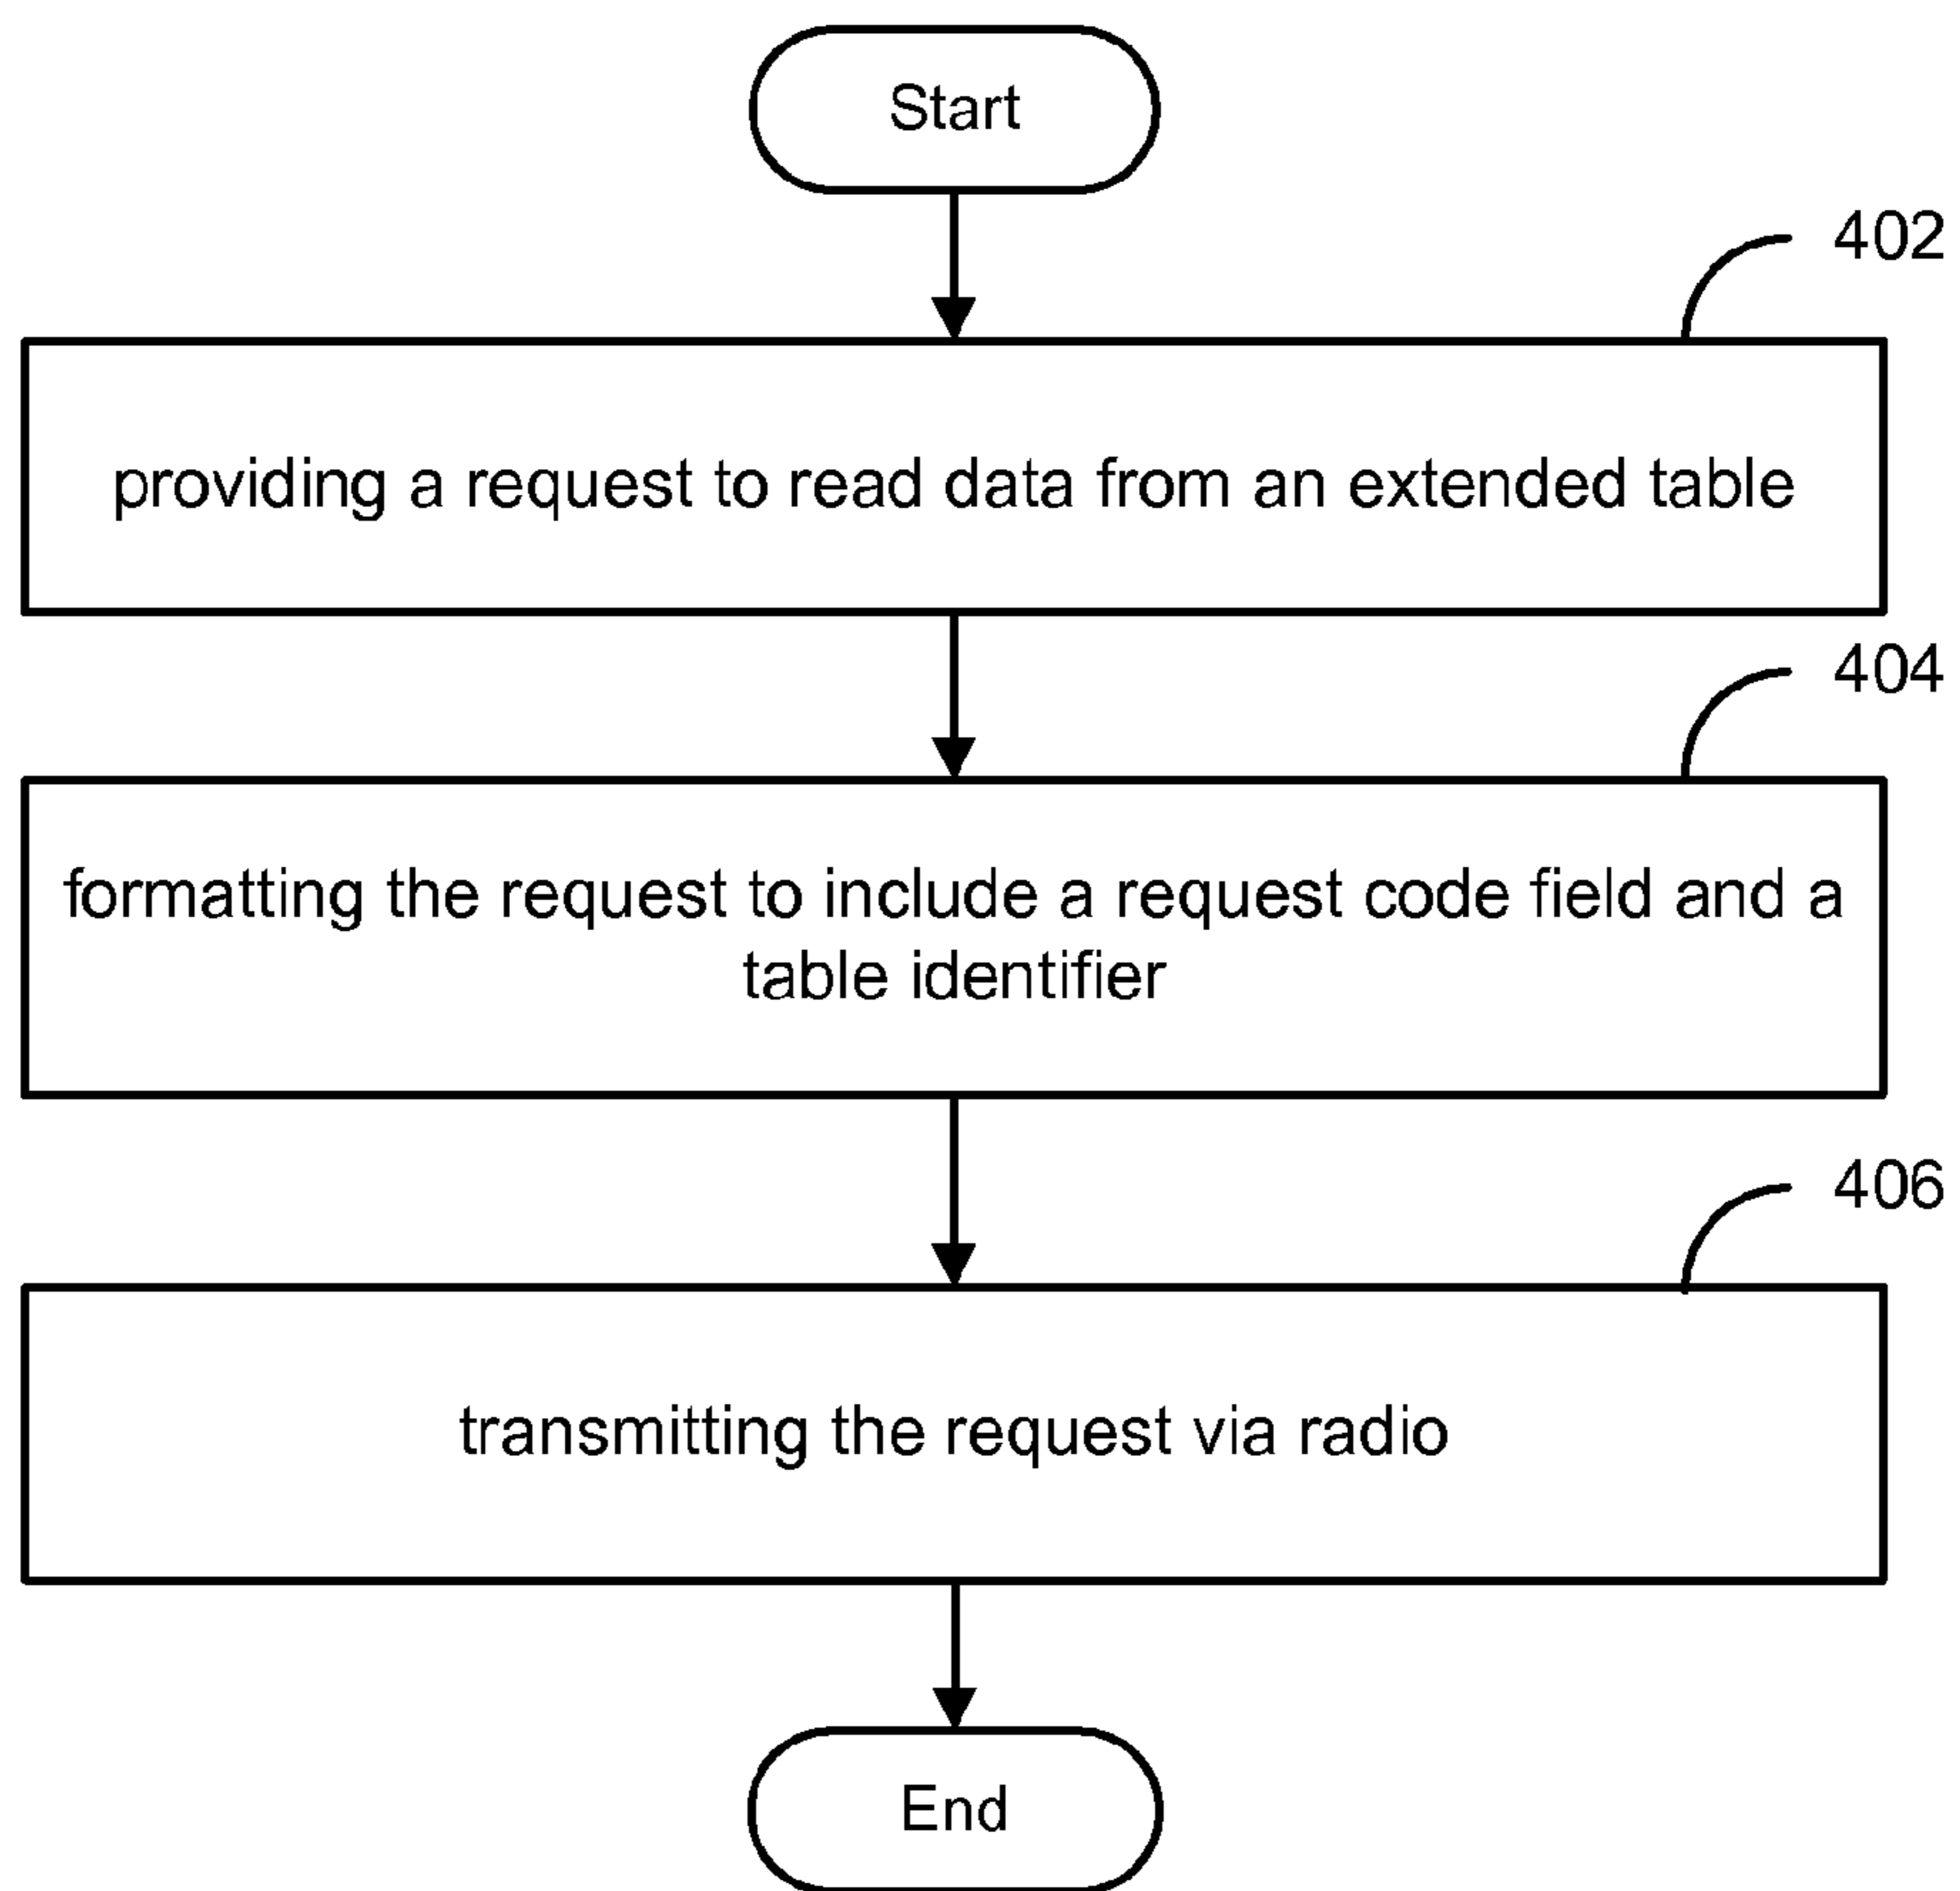 Start
402
providing a request to read data from an extended table
404
formatting the request to include a request code field and a
table identifier
406
transmitting the request via radio
End